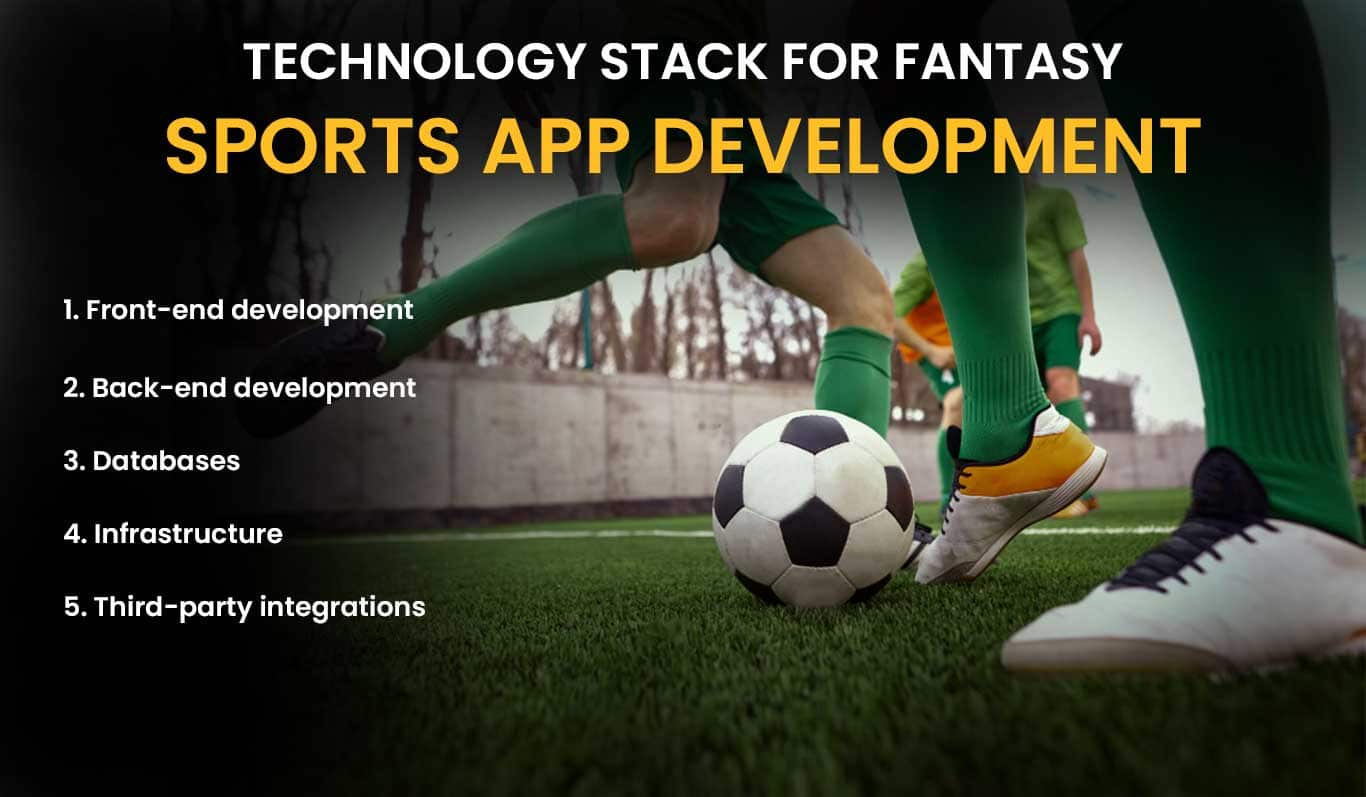 TECHNOLOGY STACK FOR FANTASY
SPORTS APP DEVELOPMENT
1. Front-end development
2. Back-end development
3. Databases
4. Infrastructure
5. Third-party integrations